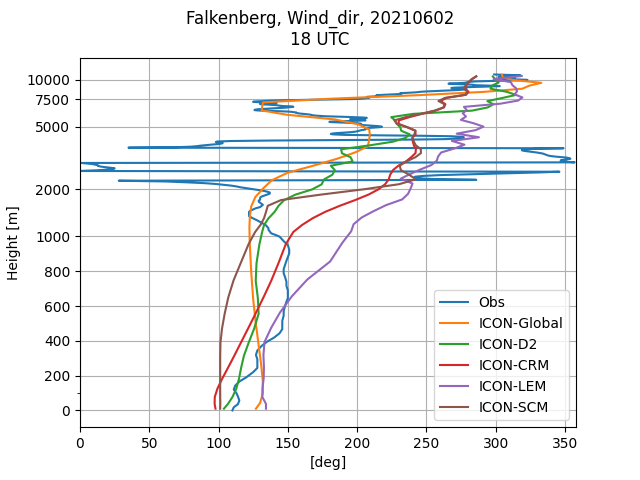 Falkenberg, Wind_dir, 20210602
18 UTC
10000
7500
5000
2000
1000
800
600
400
200
0
Height [m]
0 50 100 150 200 250 300 350
[deg]
Obs
ICON-Global
ICON-D2
ICON-CRM
ICON-LEM
ICON-SCM